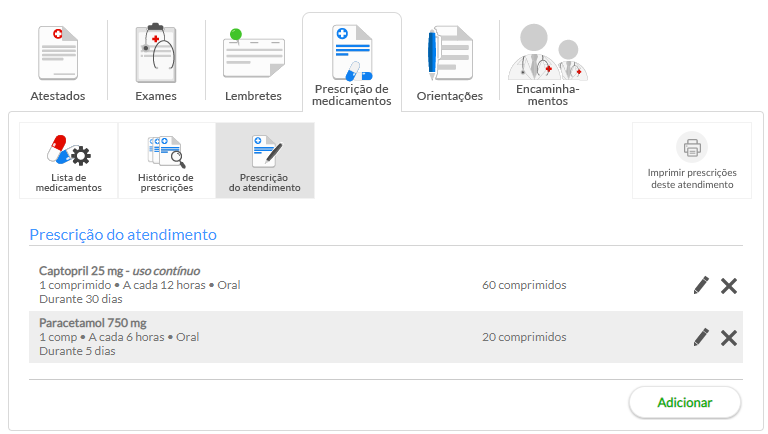 Atestados
Exames
Lembretes
Prescrição de
medicamentos
Orientações
Encaminha-
mentos
Lista de
medicamentos
Histórico de
prescrições
Prescrição
do atendimento
Imprimir prescrições
deste atendimento
Prescrição do atendimento
Captopril 25 mg - uso contínuo
1 comprimido • A cada 12 horas • Oral
Durante 30 dias
60 comprimidos
Paracetamol 750 mg
1 comp • A cada 6 horas • Oral
Durante 5 dias
20 comprimidos
Adicionar